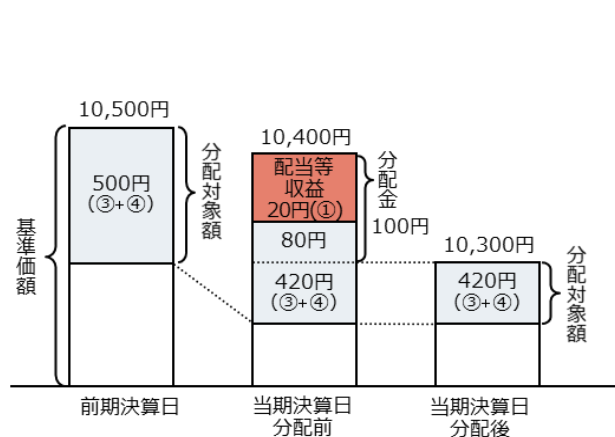 10,500円
500円
(③+④)
分配対象額
基準価額
10,400円
配当等
収益
20円(①)
80円
420円
(③+④)
分配金
100円
10,300円
420円
(③+④)
分配対象額
前期決算日
当期決算日
分配前
当期決算日
分配後